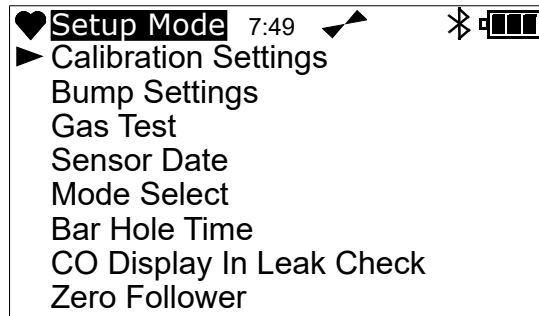 Setup Mode 7:49
Calibration Settings
Bump Settings
Gas Test
Sensor Date
Mode Select
Bar Hole Time
CO Display In Leak Check
Zero Follower